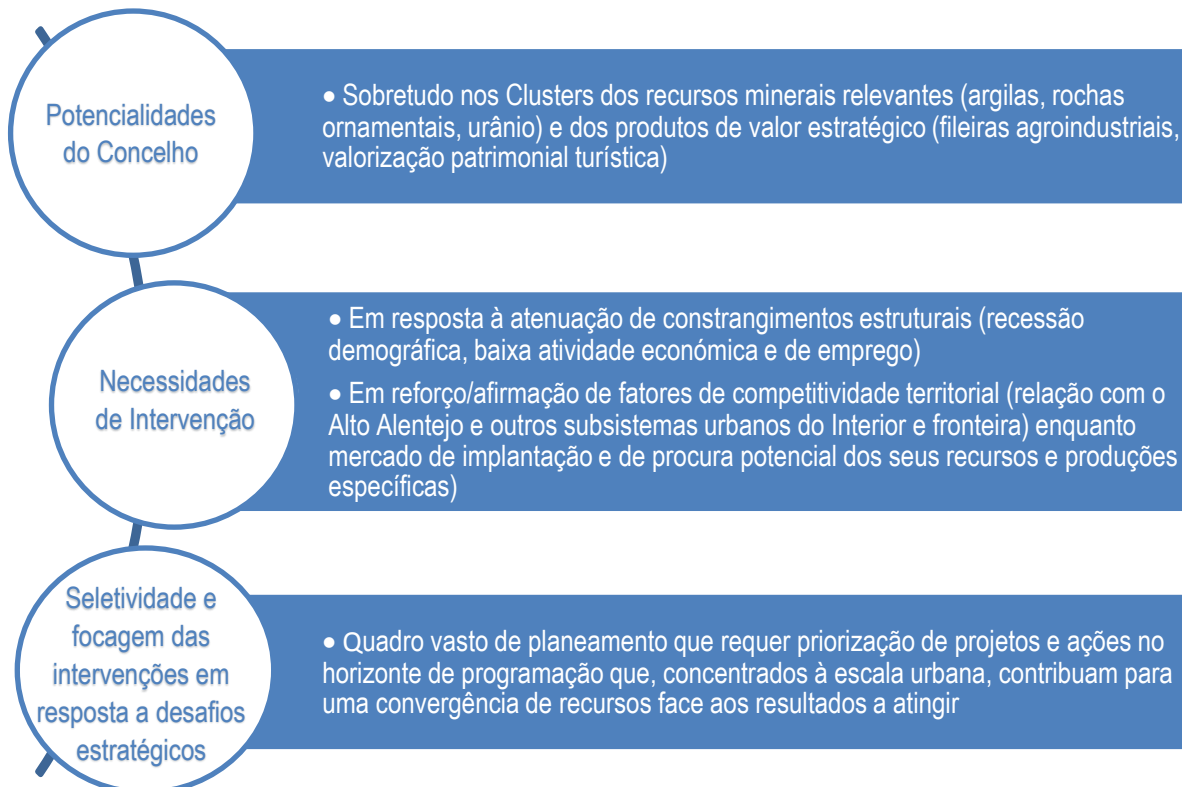 Potencialidades
do Concelho
• Sobretudo nos Clusters dos recursos minerais relevantes (argilas, rochas
ornamentais, urânio) e dos produtos de valor estratégico (fileiras agroindustriais,
valorização patrimonial turística)
Necessidades
de Intervenção
• Em resposta à atenuação de constrangimentos estruturais (recessão
demográfica, baixa atividade económica e de emprego)
• Em reforço/afirmação de fatores de competitividade territorial (relação com o
Alto Alentejo e outros subsistemas urbanos do Interior e fronteira) enquanto
mercado de implantação e de procura potencial dos seus recursos e produções
específicas)
Seletividade e
focagem das
intervenções em
resposta a desafios
estratégicos
• Quadro vasto de planeamento que requer priorização de projetos e ações no
horizonte de programação que, concentrados à escala urbana, contribuam para
uma convergência de recursos face aos resultados a atingir